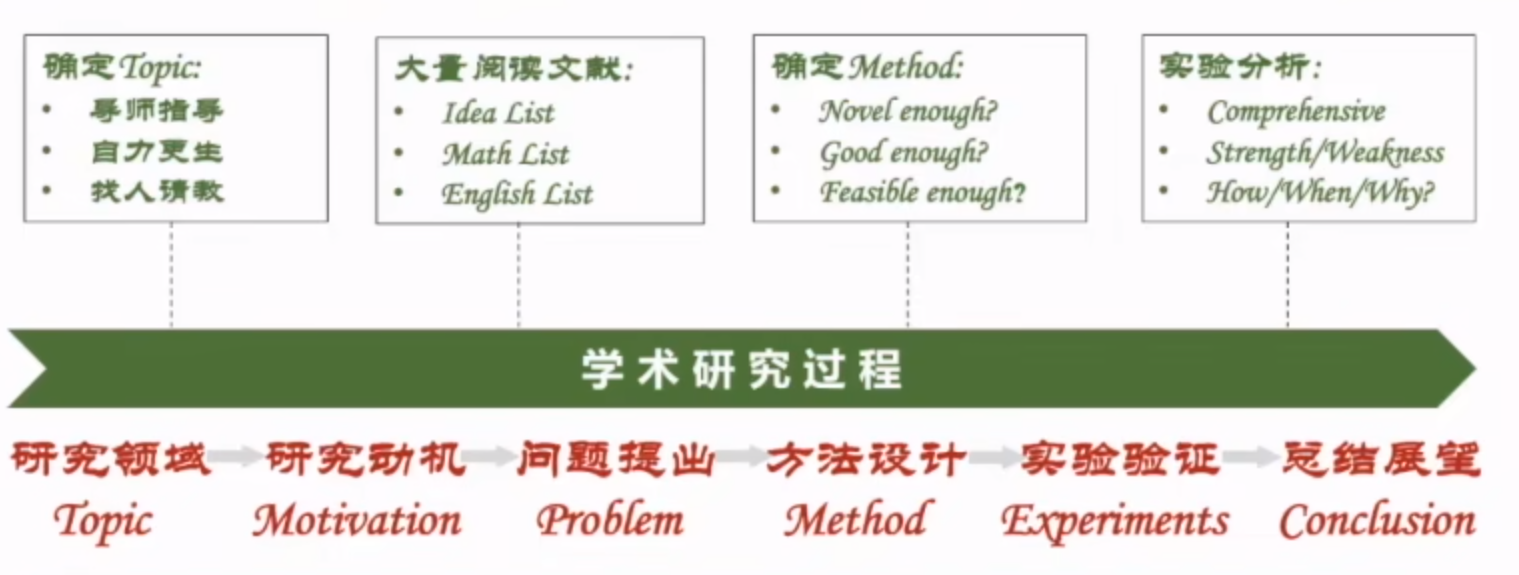 确定Topic:
• 导师指导
• 自力更生
• 找人请教
大量阅读文献:
• Idea List
• Math List
• English List
确定Method:
• Novel enough?
• Good enough?
• Feasible enough?
实验分析:
• Comprehensive
• Strength/Weakness
• How/When/Why?
学术研究过程
研究领域 研究动机 问题提出 方法设计 实验验证 总结展望
Topic Motivation Problem Method Experiments Conclusion